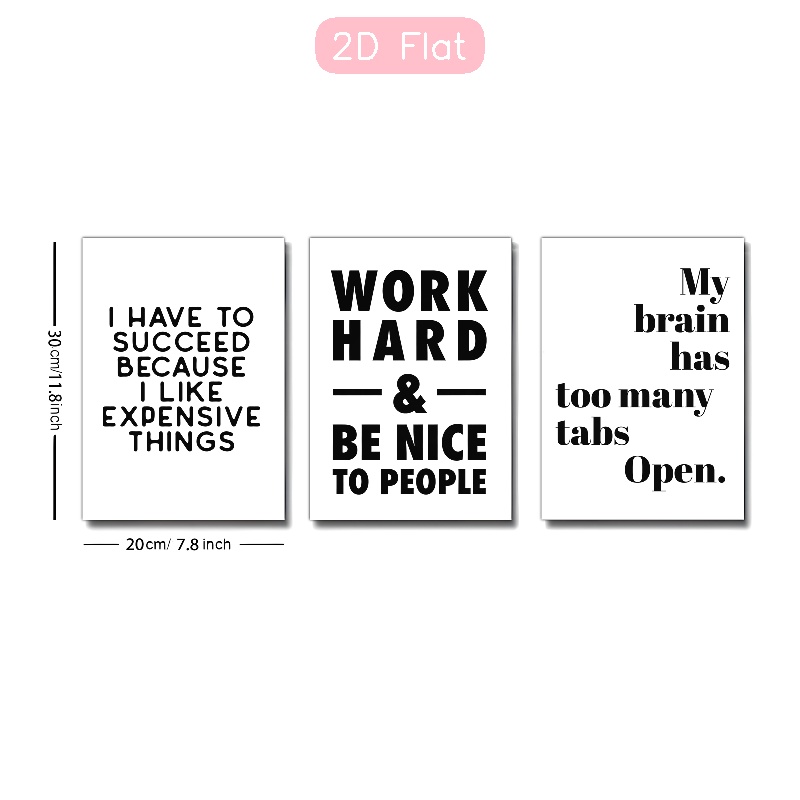 2D Flat
I HAVE TO
SUCCEED
BECAUSE
I LIKE
EXPENSIVE
THINGS
WORK
HARD
&
BE NICE
TO PEOPLE
My
brain
has
too many
tabs
Open.
30cm/11.8inch
20cm/ 7.8 inch